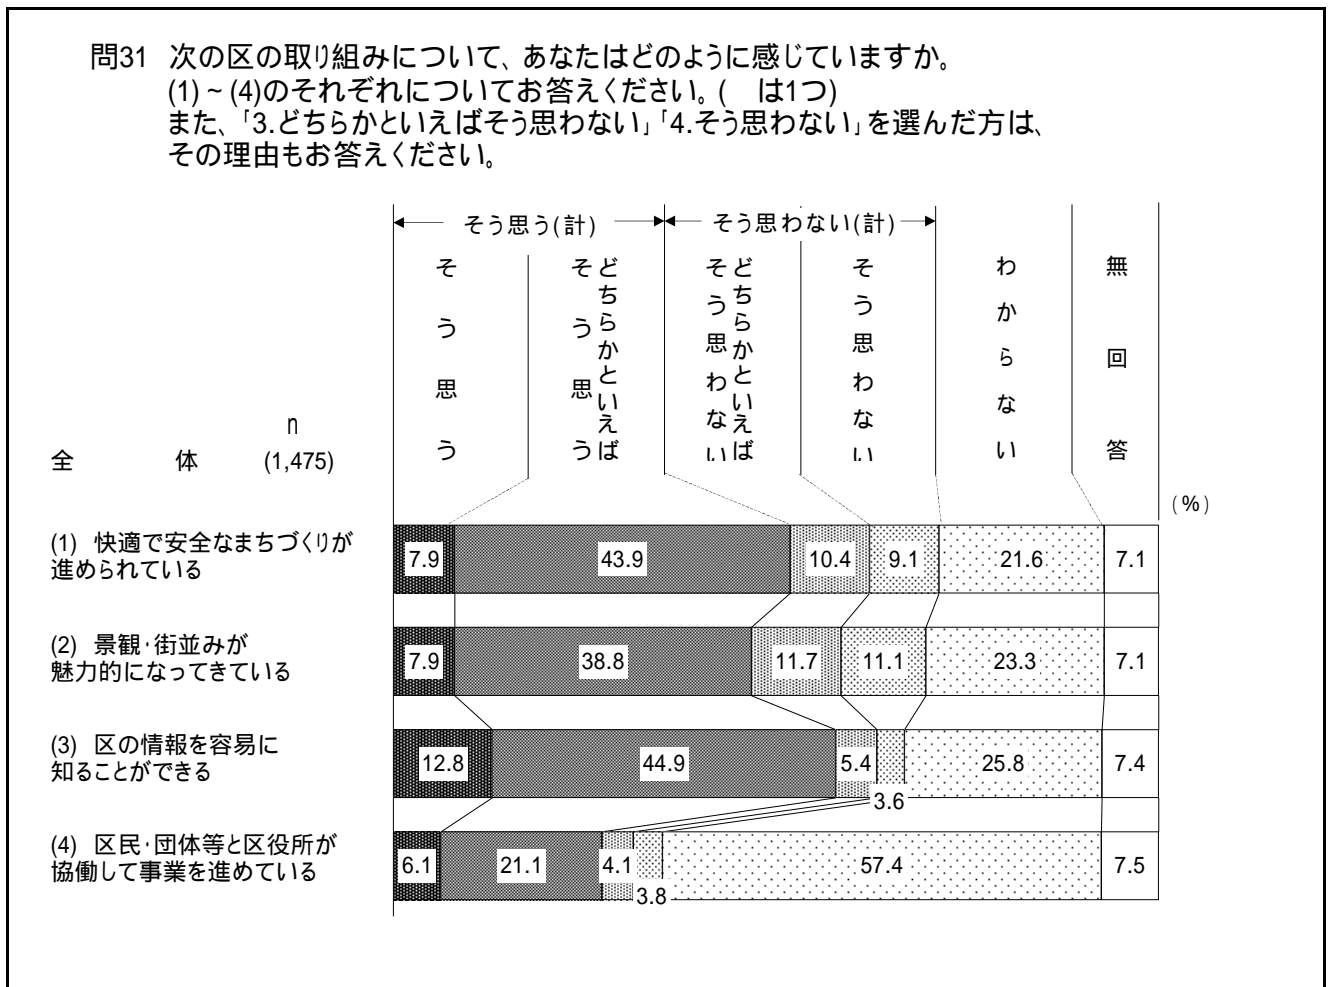 問31 次の区の取り組みについて、あなたはどのように感じていますか。
(1)~(4)のそれぞれについてお答えください。( は1つ)
また、「3.どちらかといえばそう思わない」「4.そう思わない」を選んだ方は、
その理由もお答えください。
そう思う(計)
そう思わない(計)
そう思う
どちらかといえば
そう思う
どちらかといえば
そう思わない
そう思わない
わからない
無回答
n
全体 (1,475)
(%)
(1) 快適で安全なまちづくりが
進められている
7.9 43.9 10.4 9.1 21.6 7.1
(2) 景観・街並みが
魅力的になってきている
7.9 38.8 11.7 11.1 23.3 7.1
(3) 区の情報を容易に
知ることができる
12.8 44.9 5.4 3.6 25.8 7.4
(4) 区民・団体等と区役所が
協働して事業を進めている
6.1 21.1 4.1 3.8 57.4 7.5